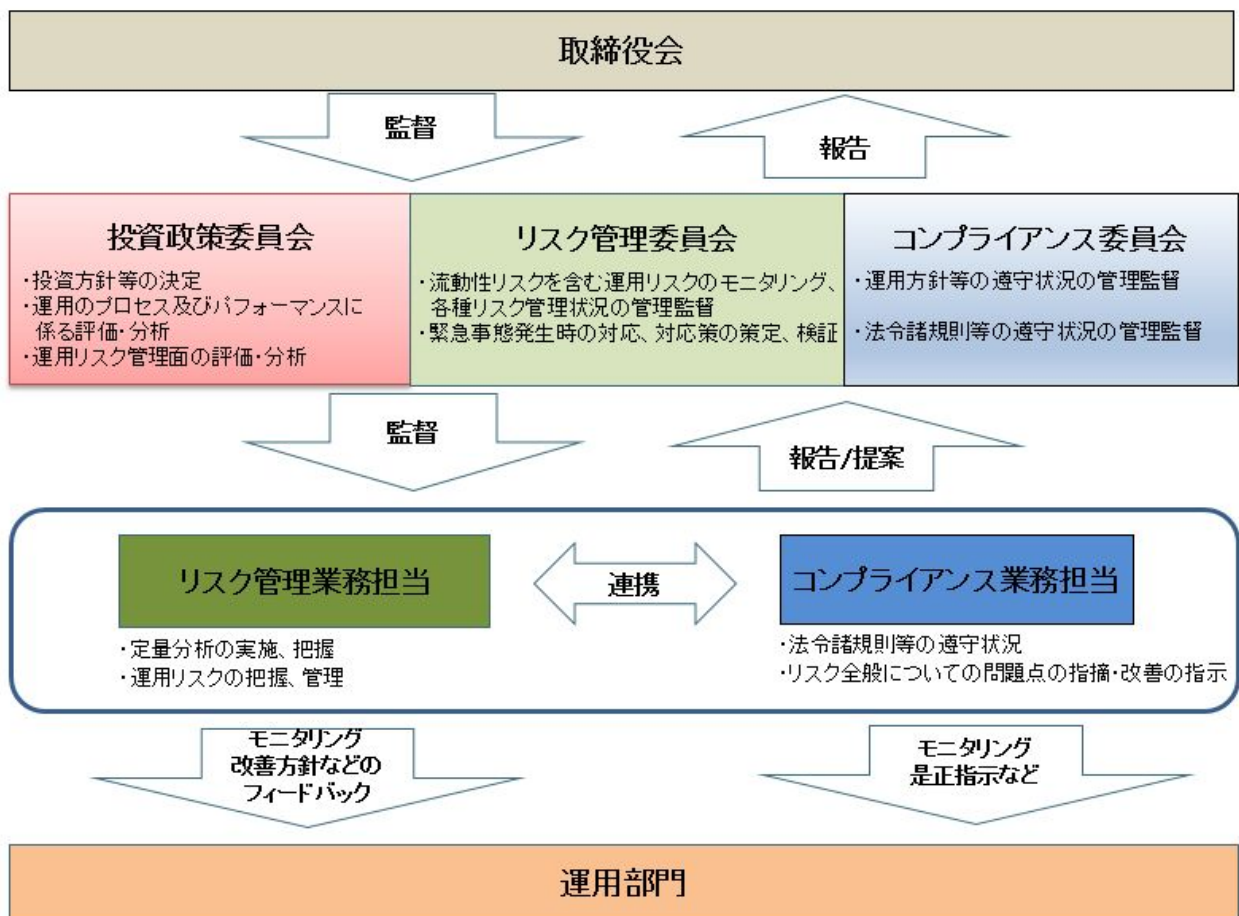 取締役会
監督
報告
投資政策委員会
・投資方針等の決定
・運用のプロセス及びパフォーマンスに
係る評価・分析
・運用リスク管理面の評価・分析
リスク管理委員会
・流動性リスクを含む運用リスクのモニタリング、
各種リスク管理状況の管理監督
・緊急事態発生時の対応、対応策の策定、検証
コンプライアンス委員会
・運用方針等の遵守状況の管理監督
・法令諸規則等の遵守状況の管理監督
監督
報告/提案
リスク管理業務担当
・定量分析の実施、把握
・運用リスクの把握、管理
連携
コンプライアンス業務担当
・法令諸規則等の遵守状況
・リスク全般についての問題点の指摘・改善の指示
モニタリング
改善方針などの
フィードバック
モニタリング
是正指示など
運用部門